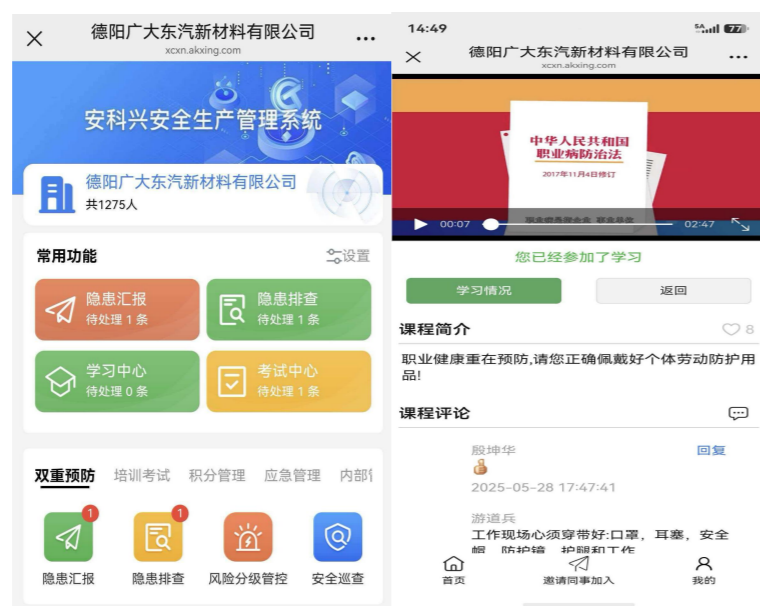 德阳广大东汽新材料有限公司
xcxn.akxing.com
安科兴安全生产管理系统
德阳广大东汽新材料有限公司
共1275人
常用功能
设置
隐患汇报
待处理 1 条
隐患排查
待处理 1 条
学习中心
待处理 0 条
考试中心
待处理 1 条
双重预防 培训考试 积分管理 应急管理 内部
1
1
隐患汇报
隐患排查
风险分级管控
安全巡查
14:49
5A
77
德阳广大东汽新材料有限公司
xcxn.akxing.com
中华人民共和国
职业病防治法
2017年11月4日修订
00:07
02:47
您已经参加了学习
学习情况
返回
课程简介
8
职业健康重在预防,请您正确佩戴好个体劳动防护用
品!
课程评论
殷坤华
回复
2025-05-28 17:47:41
游道兵
工作现场心须穿带好:口罩，耳塞，安全
帽，防护镜，护腿和工作
首页
邀请同事加入
我的